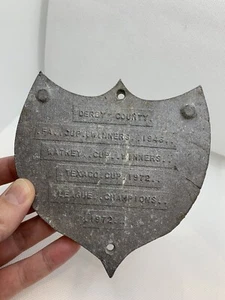 DERBY COUNTY.
F.A. CUP. WINNERS. 1946..
WATNEY. CUP. WINNERS..
TEXACO CUP. 1972.
LEAGUE. CHAMPIONS..
.1972...